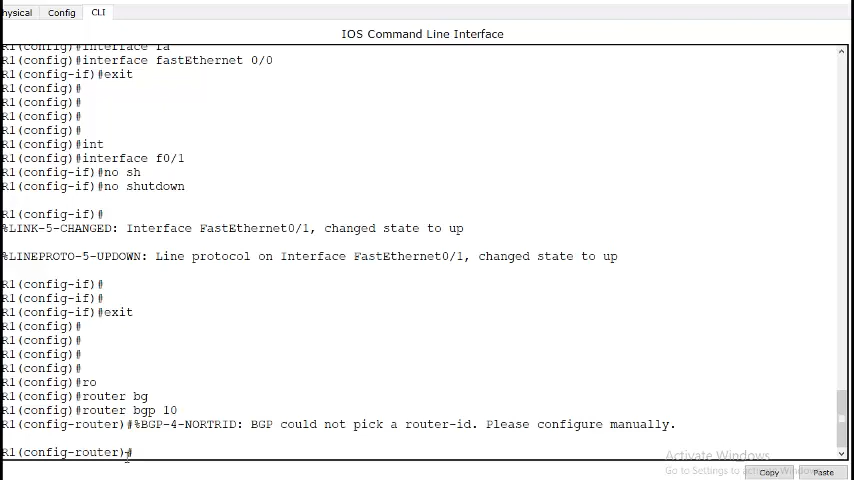 hysical Config CLI
IOS Command Line Interface
R1(config)#interface fa
R1(config)#interface fastEthernet 0/0
R1(config-if)#exit
R1(config)#
R1(config)#
R1(config)#
R1(config)#
R1(config)#int
R1(config)#interface f0/1
R1(config-if)#no sh
R1(config-if)#no shutdown
R1(config-if)#
%LINK-5-CHANGED: Interface FastEthernet0/1, changed state to up
%LINEPROTO-5-UPDOWN: Line protocol on Interface FastEthernet0/1, changed state to up
R1(config-if)#
R1(config-if)#
R1(config-if)#exit
R1(config)#
R1(config)#
R1(config)#
R1(config)#ro
R1(config)#router bg
R1(config)#router bgp 10
R1(config-router)#%BGP-4-NORTRID: BGP could not pick a router-id. Please configure manually.
R1(config-router)#
Activate Windows
Go to Settings to activate Windows.
Copy Paste